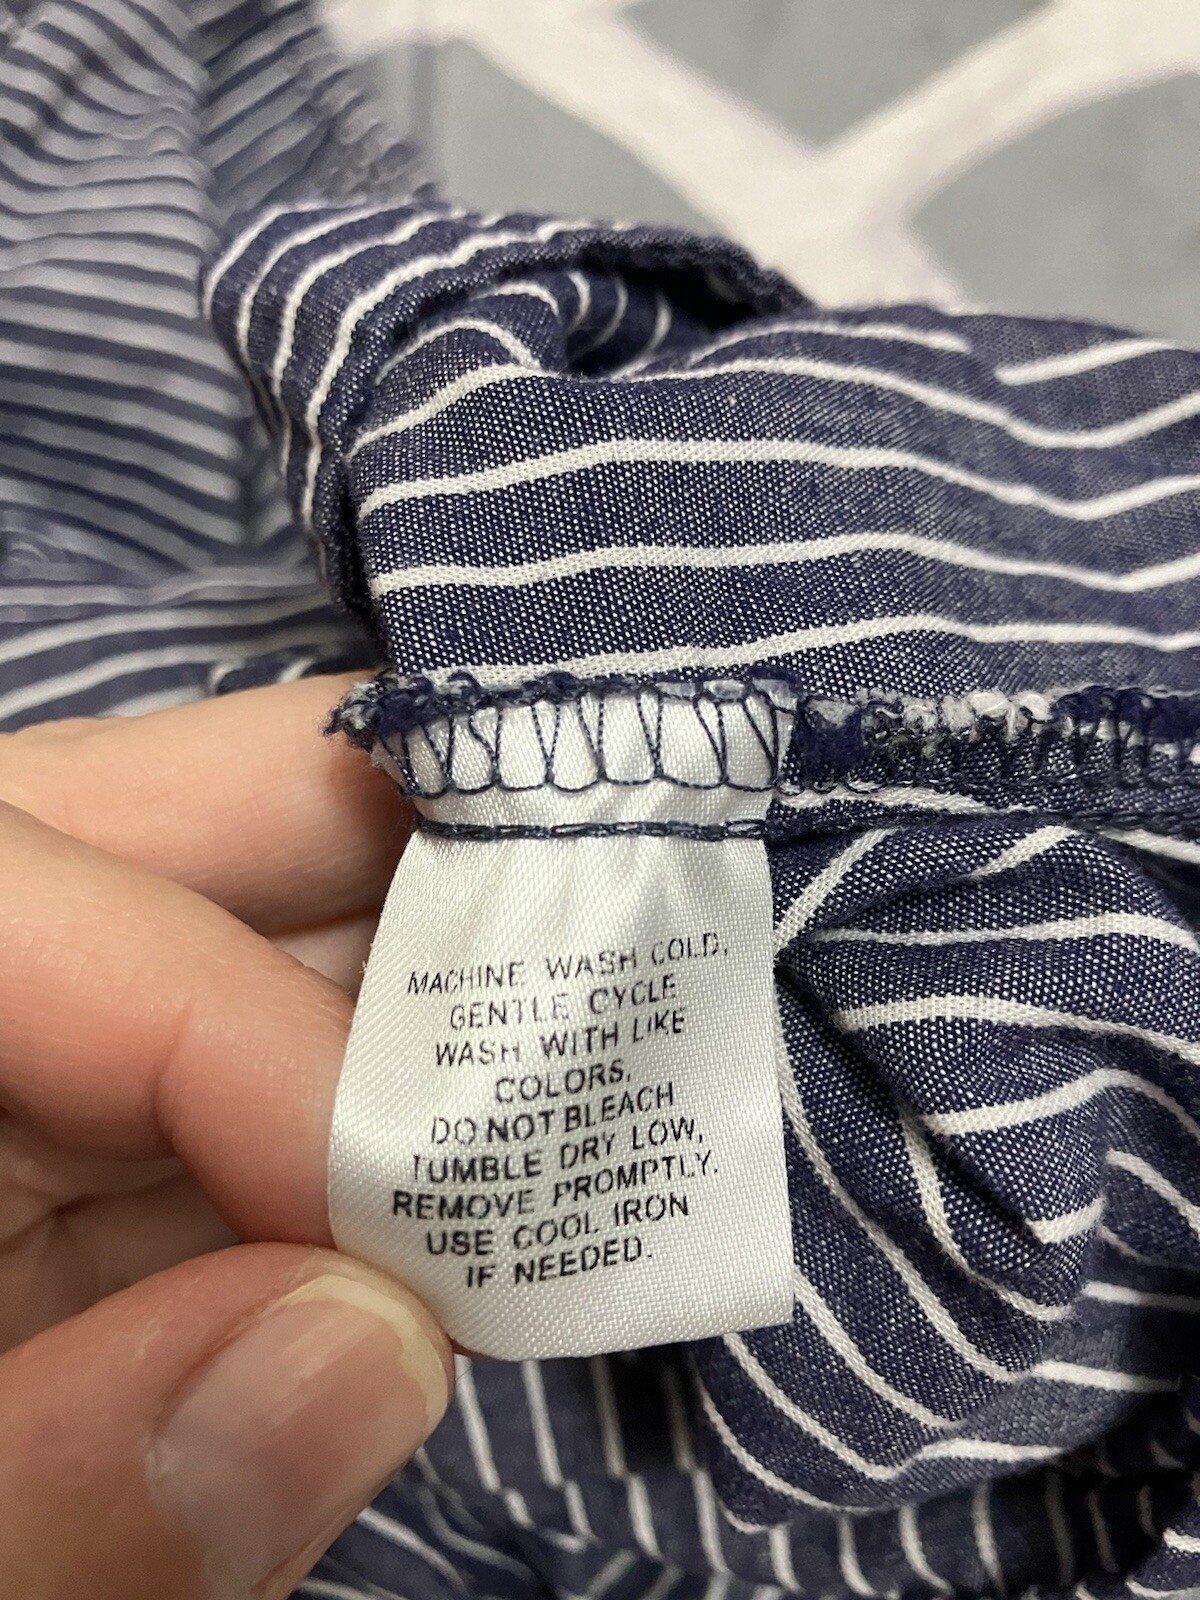 MACHINE WASH COLD,
GENTLE CYCLE
WASH WITH LIKE
COLORS.
DO NOT BLEACH
TUMBLE DRY LOW,
REMOVE PROMPTLY.
USE COOL IRON
IF NEEDED.